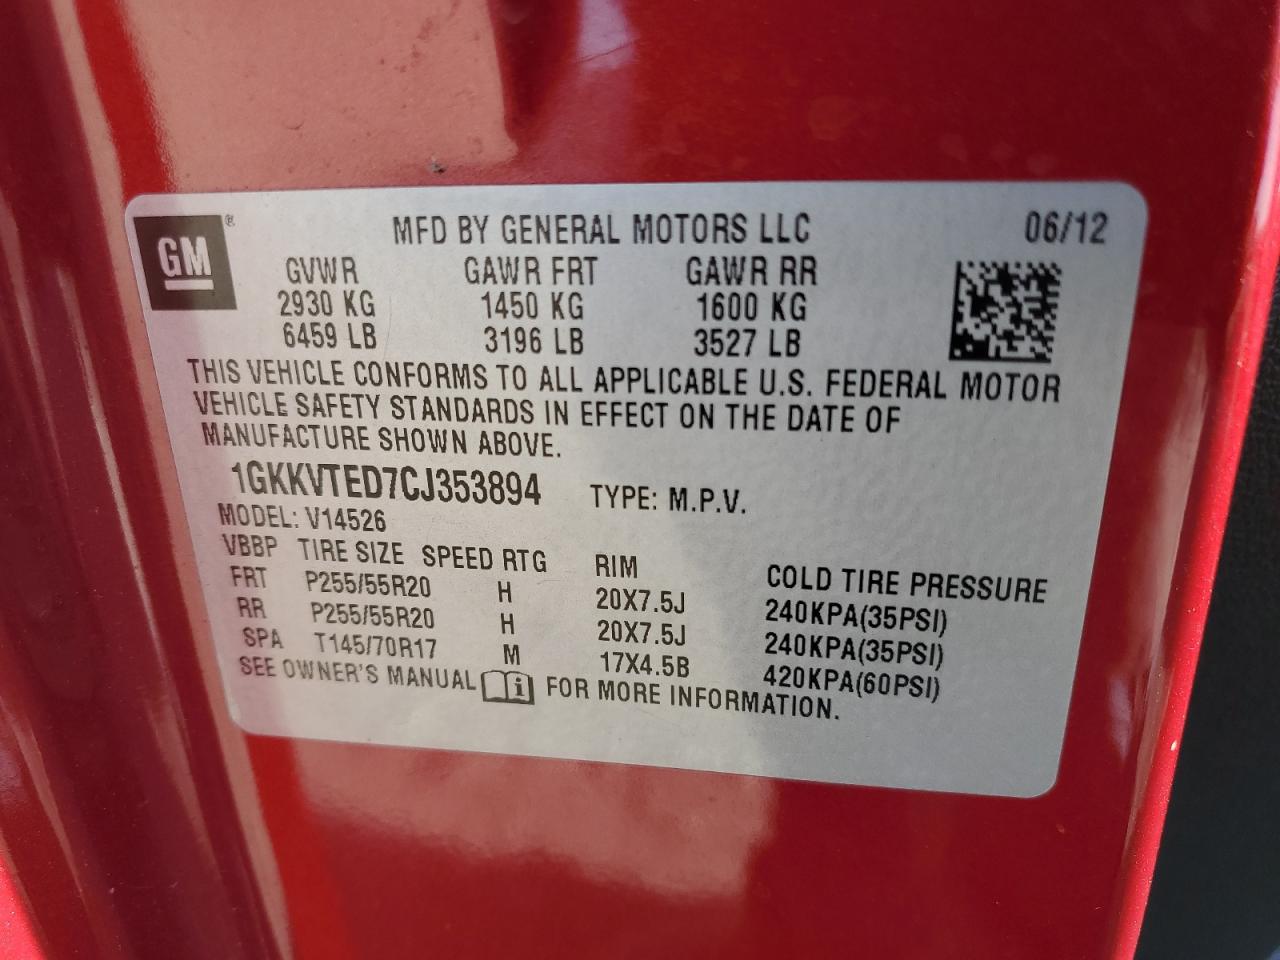 GM®
MFD BY GENERAL MOTORS LLC 06/12
GVWR GAWR FRT GAWR RR
2930 KG 1450 KG 1600 KG
6459 LB 3196 LB 3527 LB
THIS VEHICLE CONFORMS TO ALL APPLICABLE U.S. FEDERAL MOTOR
VEHICLE SAFETY STANDARDS IN EFFECT ON THE DATE OF
MANUFACTURE SHOWN ABOVE.
1GKKVTED7CJ353894 TYPE: M.P.V.
MODEL: V14526
VBBP TIRE SIZE SPEED RTG RIM COLD TIRE PRESSURE
FRT P255/55R20 H 20X7.5J 240KPA(35PSI)
RR P255/55R20 H 20X7.5J 240KPA(35PSI)
SPA T145/70R17 M 17X4.5B 420KPA(60PSI)
SEE OWNER'S MANUAL i FOR MORE INFORMATION.